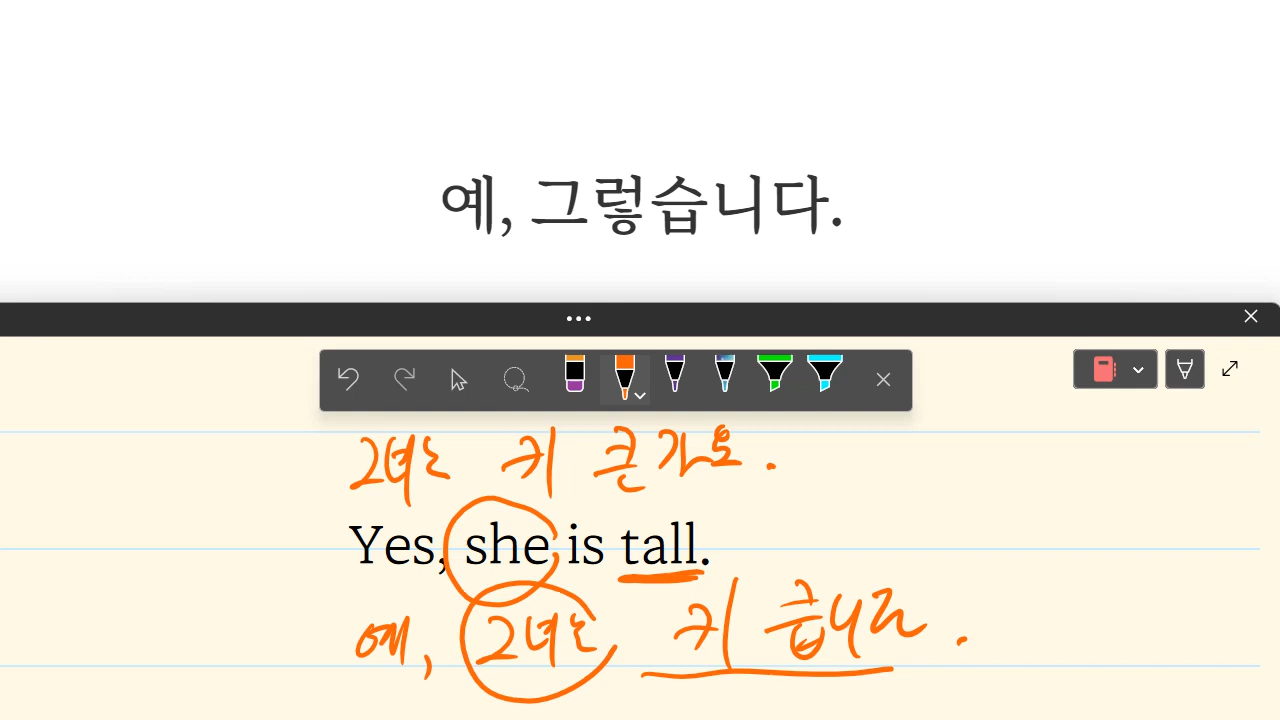 예, 그렇습니다.
그녀는 키 큰가요.
Yes, she is tall.
예, 그녀는 키 큽니다.